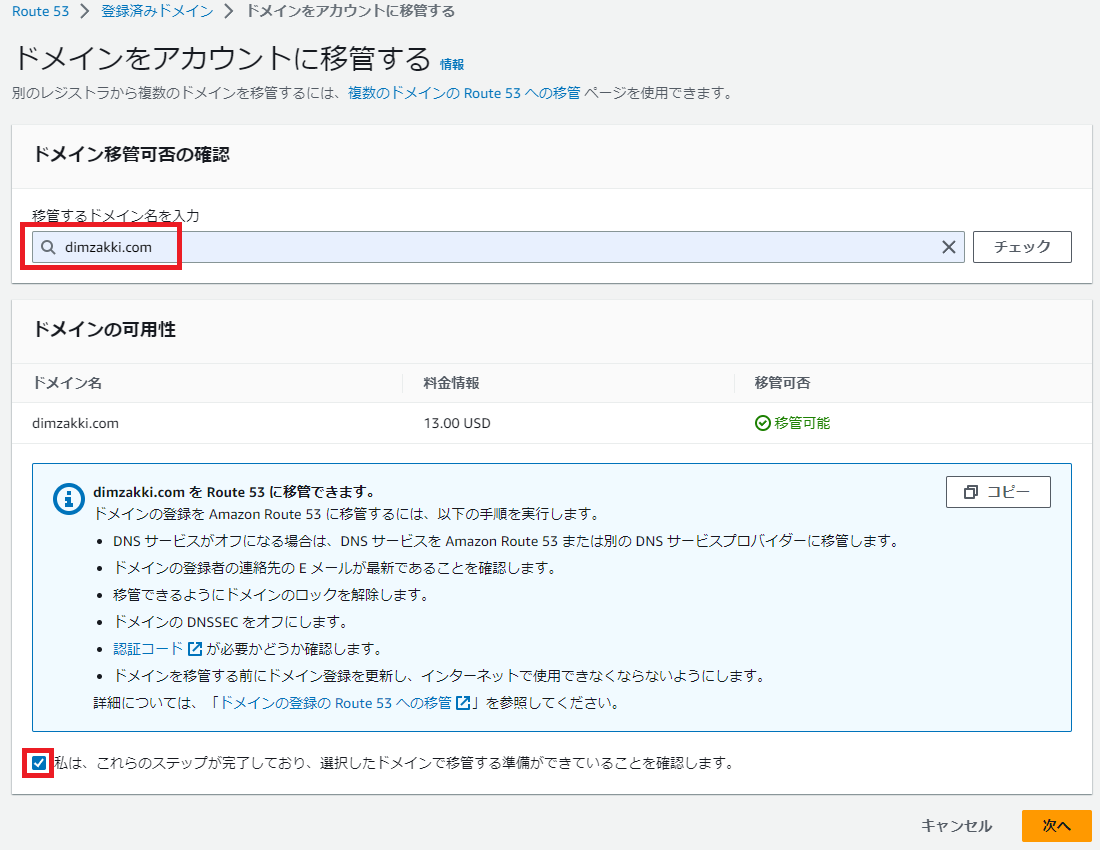 Route 53 > 登録済みドメイン > ドメインをアカウントに移管する
ドメインをアカウントに移管する 情報
別のレジストラから複数のドメインを移管するには、複数のドメインの Route 53 への移管 ページを使用できます。
ドメイン移管可否の確認
移管するドメイン名を入力
dimzakki.com
チェック
ドメインの可用性
ドメイン名 料金情報 移管可否
dimzakki.com 13.00 USD 移管可能
dimzakki.com を Route 53 に移管できます。
コピー
ドメインの登録を Amazon Route 53 に移管するには、以下の手順を実行します。
• DNS サービスがオフになる場合は、DNS サービスを Amazon Route 53 または別の DNS サービスプロバイダーに移管します。
• ドメインの登録者の連絡先の E メールが最新であることを確認します。
• 移管できるようにドメインのロックを解除します。
• ドメインの DNSSEC をオフにします。
• 認証コード が必要かどうか確認します。
• ドメインを移管する前にドメイン登録を更新し、インターネットで使用できなくならないようにします。
詳細については、「ドメインの登録の Route 53 への移管」を参照してください。
私は、これらのステップが完了しており、選択したドメインで移管する準備ができていることを確認します。
キャンセル
次へ